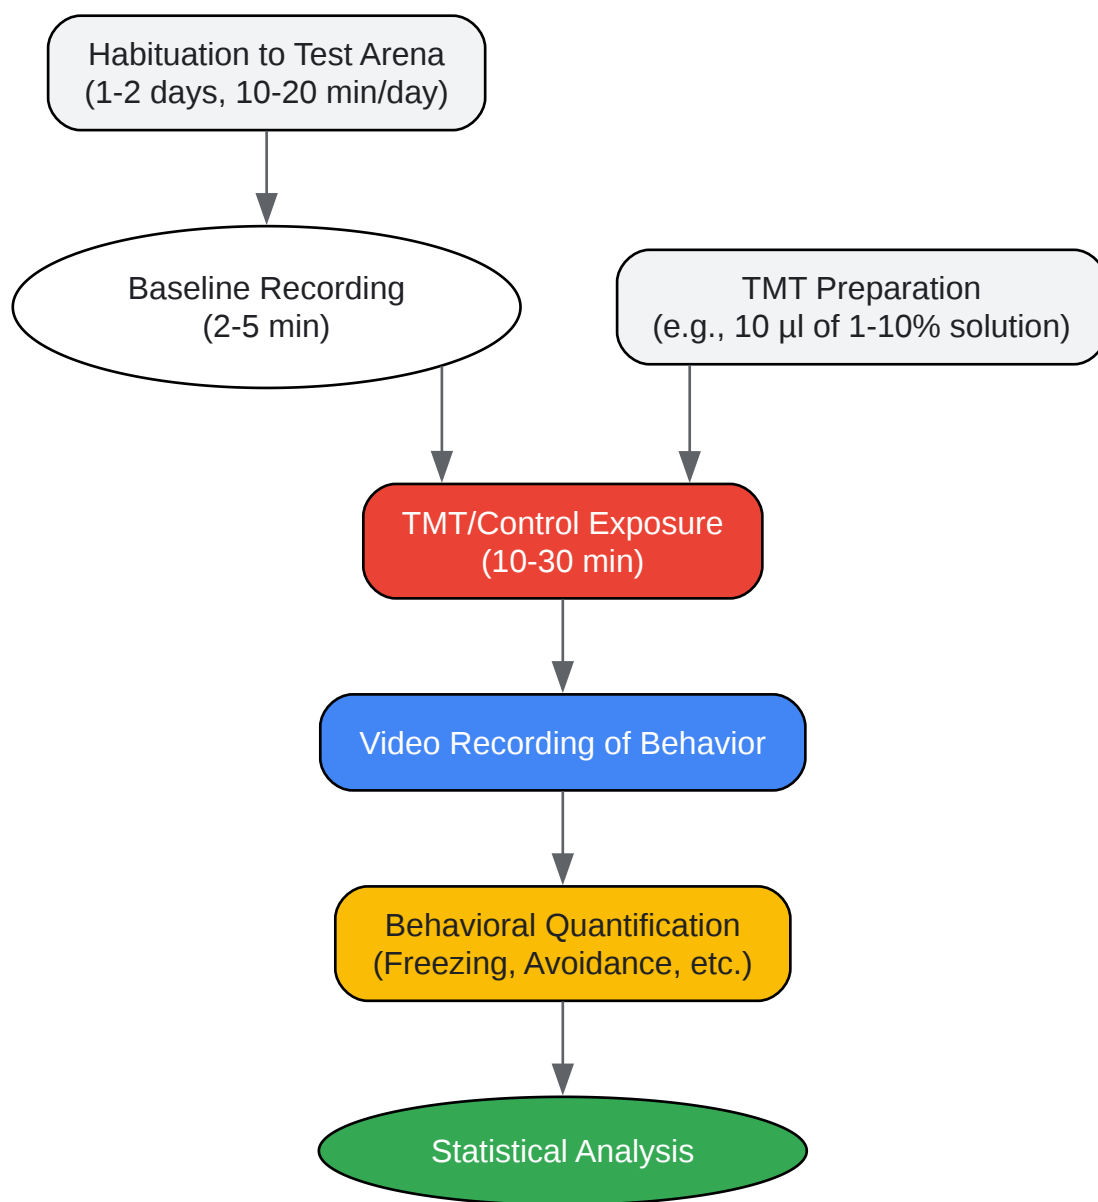 Habituation to Test Arena
(1-2 days, 10-20 min/day)
Baseline Recording
(2-5 min)
TMT Preparation
(e.g., 10 µl of 1-10% solution)
TMT/Control Exposure
(10-30 min)
Video Recording of Behavior
Behavioral Quantification
(Freezing, Avoidance, etc.)
Statistical Analysis